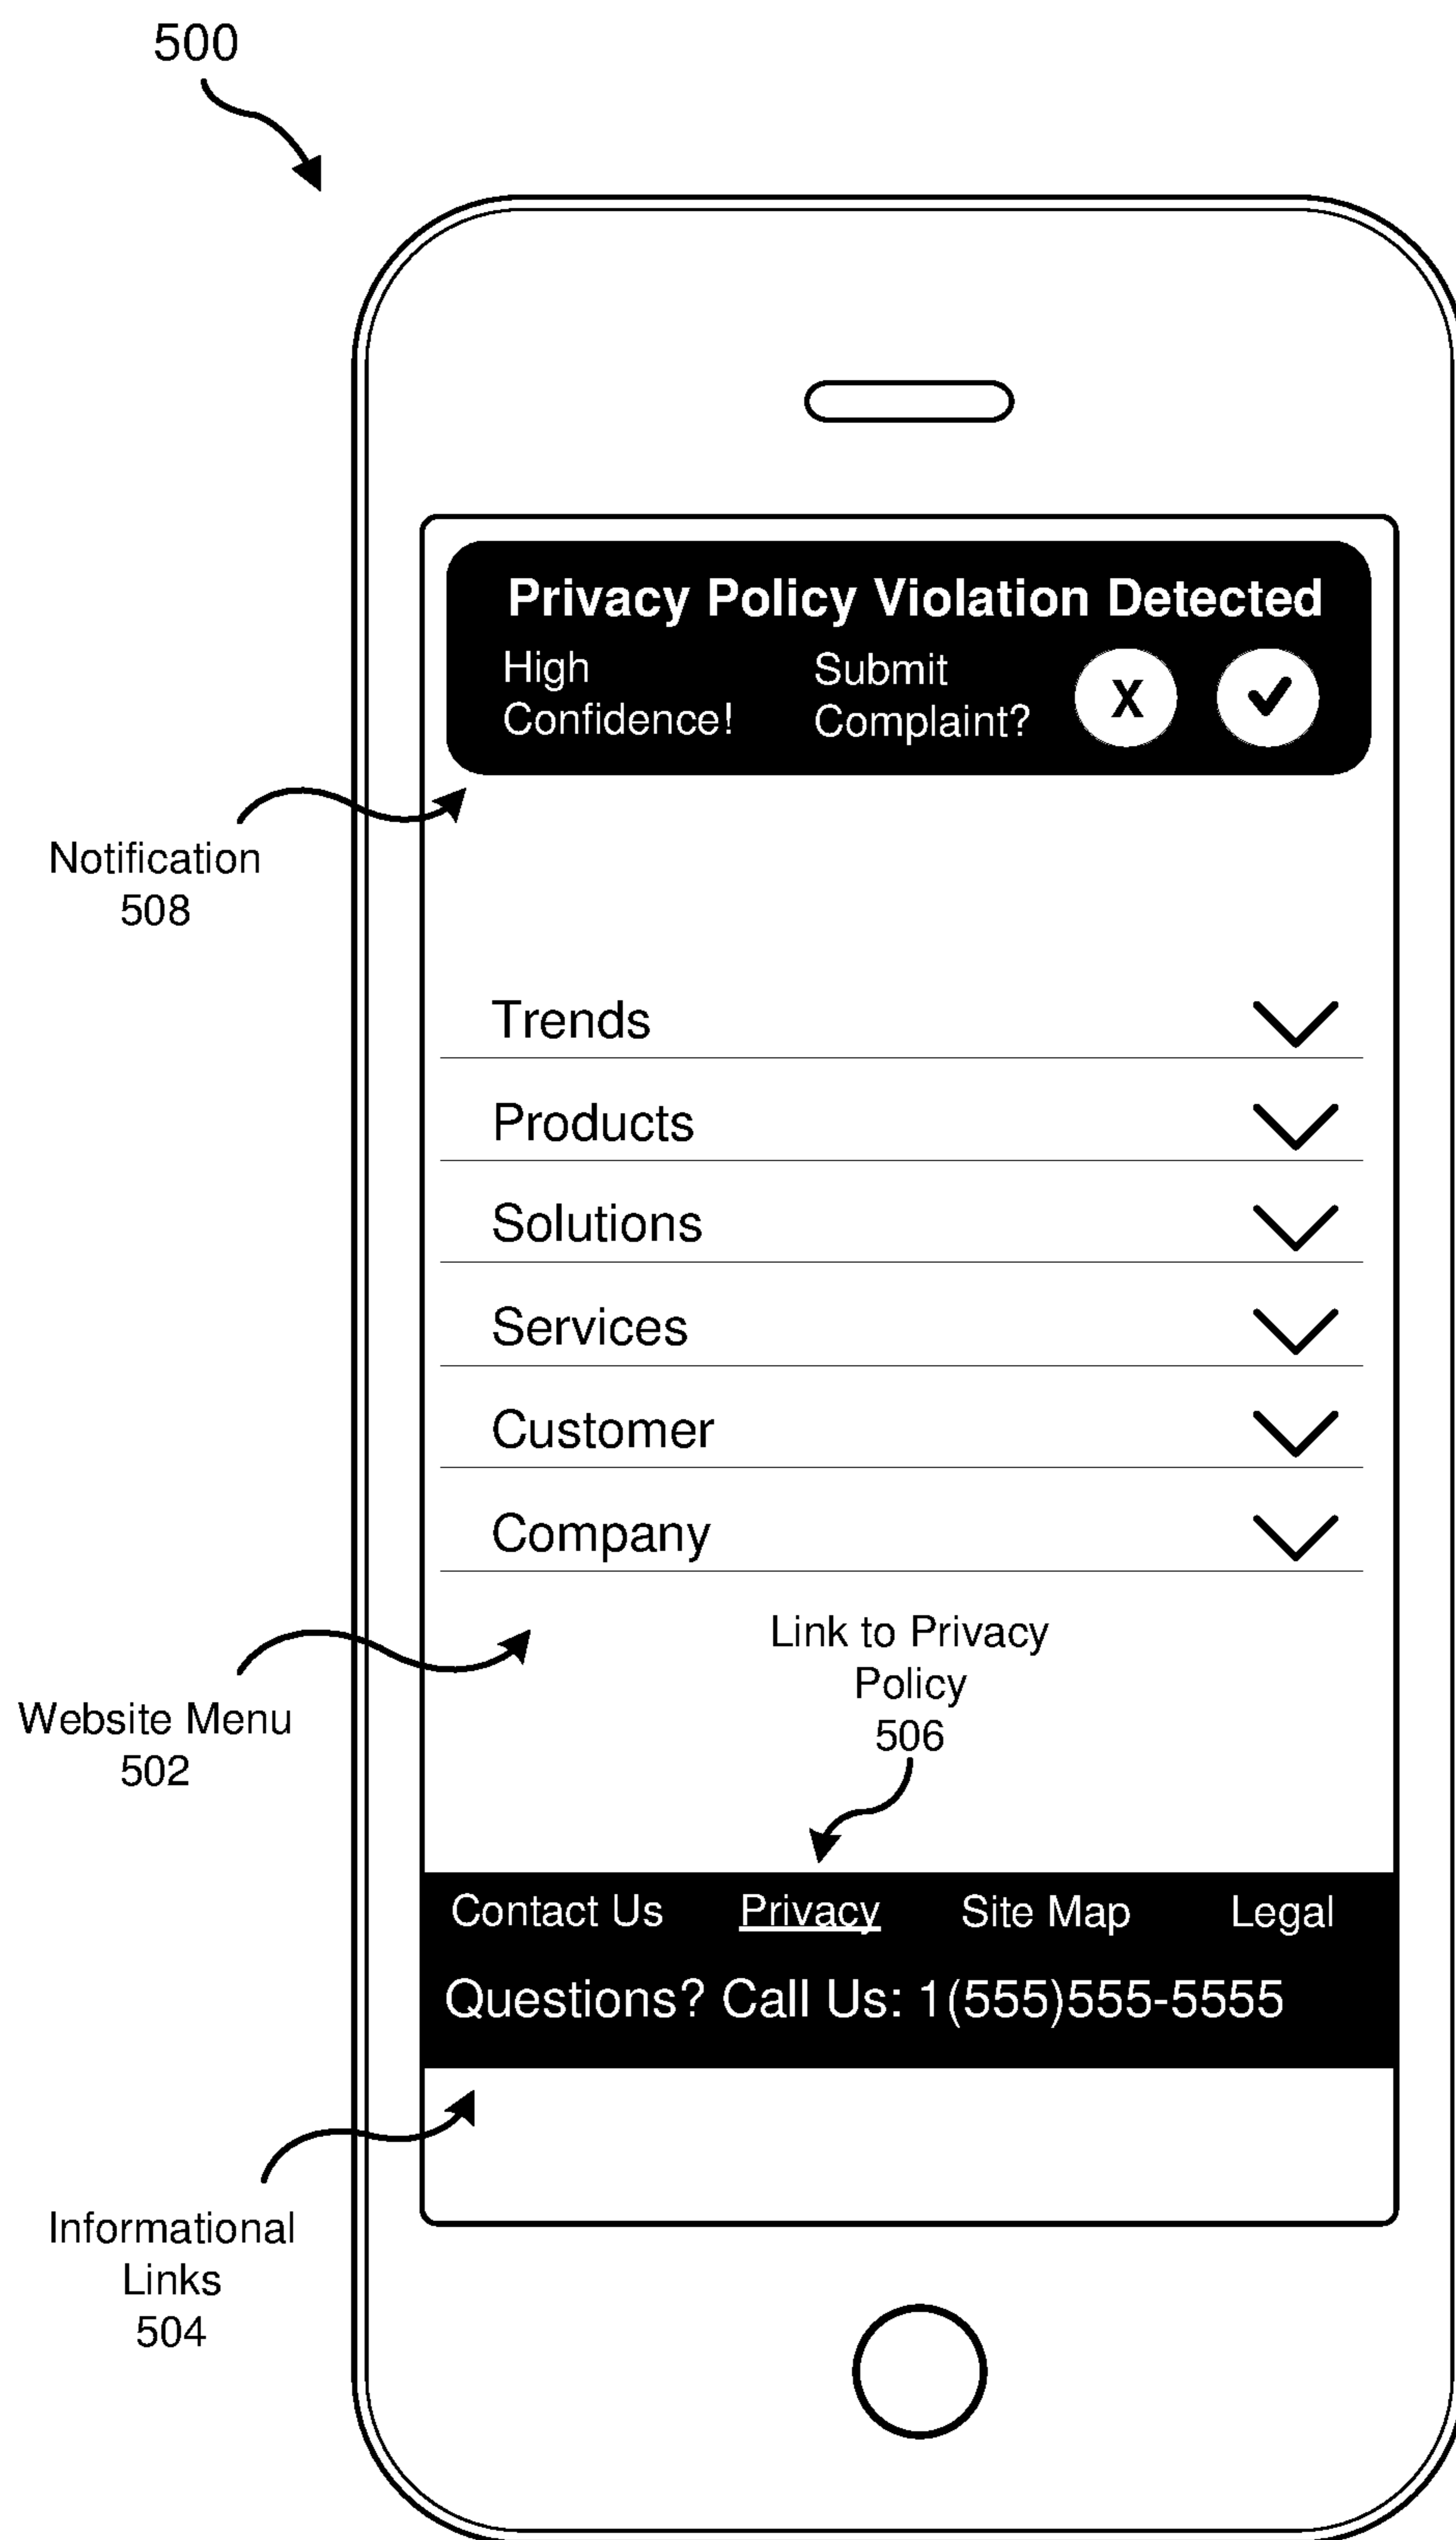 500
Privacy Policy Violation Detected
High
Confidence!
Submit
Complaint?
X
Notification
508
Trends
Products
Solutions
Services
Customer
Company
Website Menu
502
Link to Privacy
Policy
506
Contact Us Privacy Site Map Legal
Questions? Call Us: 1(555)555-5555
Informational
Links
504